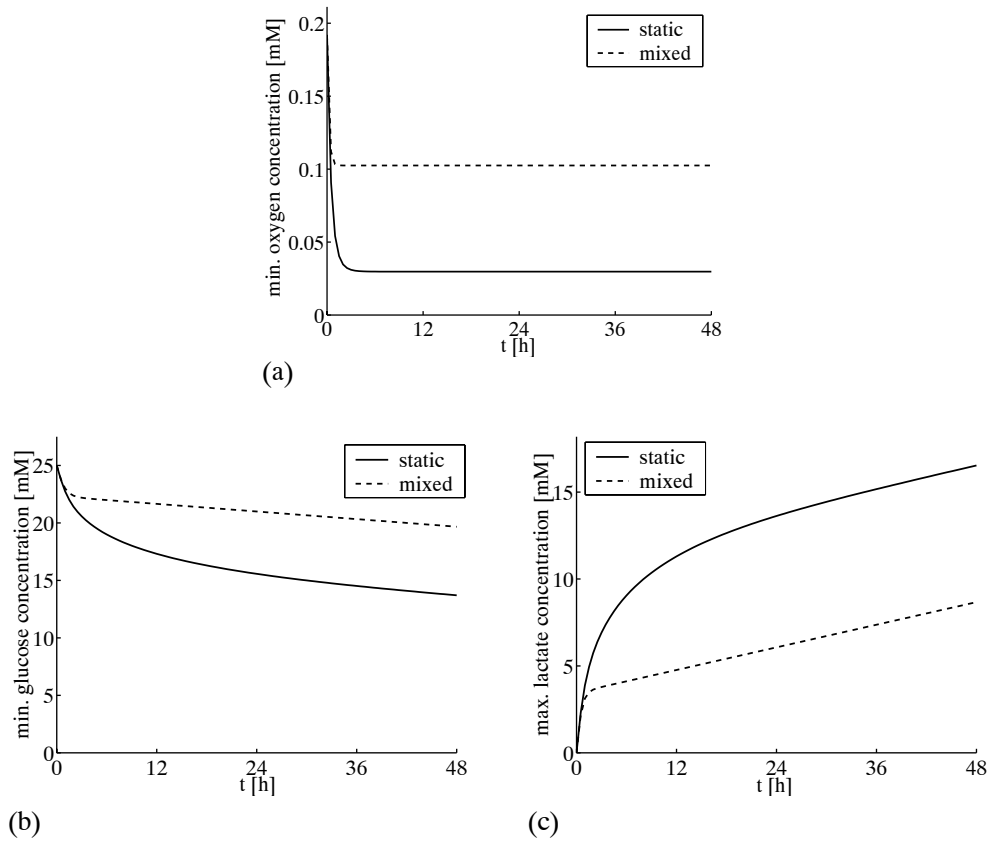 min. oxygen concentration [mM]
0.2
0.15
0.1
0.05
0
0 12 24 36 48
t [h]
static
mixed
(a)
min. glucose concentration [mM]
25
20
15
10
5
0
0 12 24 36 48
t [h]
static
mixed
(b)
max. lactate concentration [mM]
15
10
5
0
0 12 24 36 48
t [h]
static
mixed
(c)